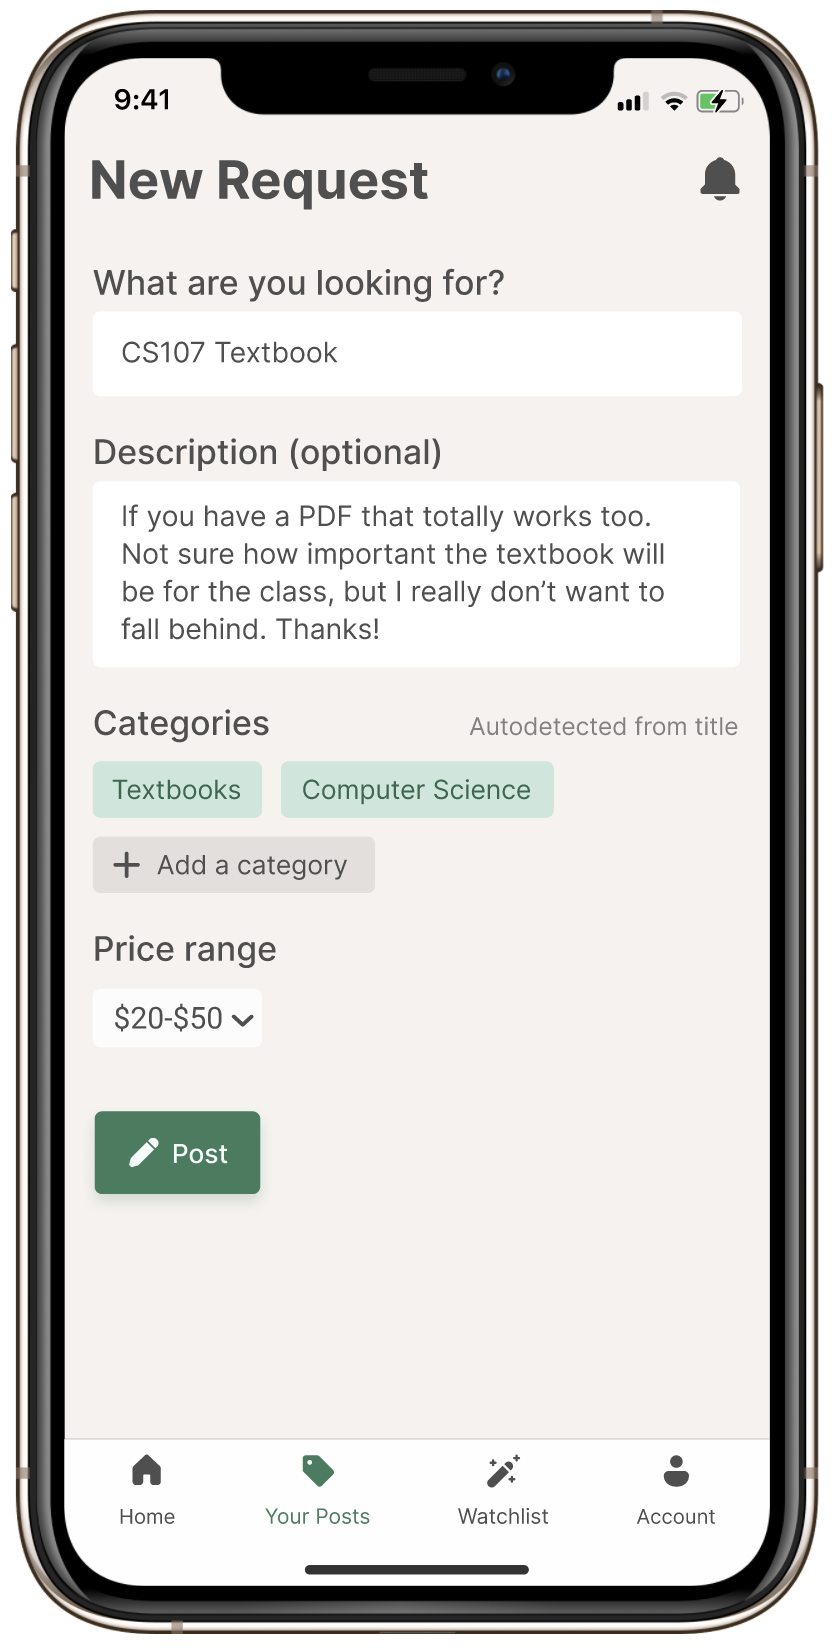 9:41
New Request
What are you looking for?
CS107 Textbook
Description (optional)
If you have a PDF that totally works too.
Not sure how important the textbook will
be for the class, but I really don’t want to
fall behind. Thanks!
Categories
Autodetected from title
Textbooks
Computer Science
Add a category
Price range
$20-$50
Post
Home
Your Posts
Watchlist
Account